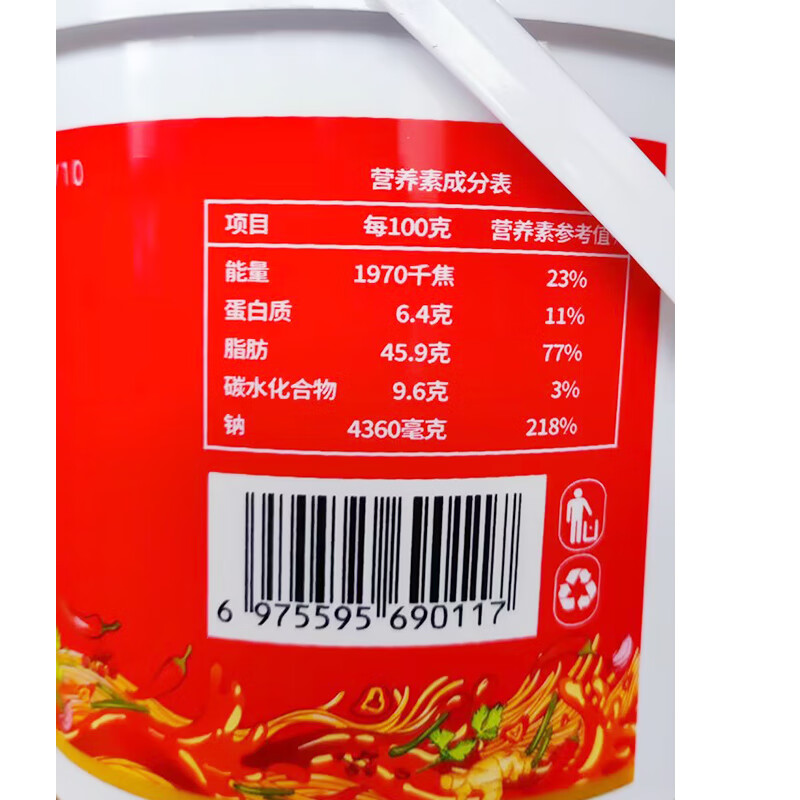 /10
营养素成分表
项目 每100克 营养素参考值
能量 1970千焦 23%
蛋白质 6.4克 11%
脂肪 45.9克 77%
碳水化合物 9.6克 3%
钠 4360毫克 218%
6 975595 690117